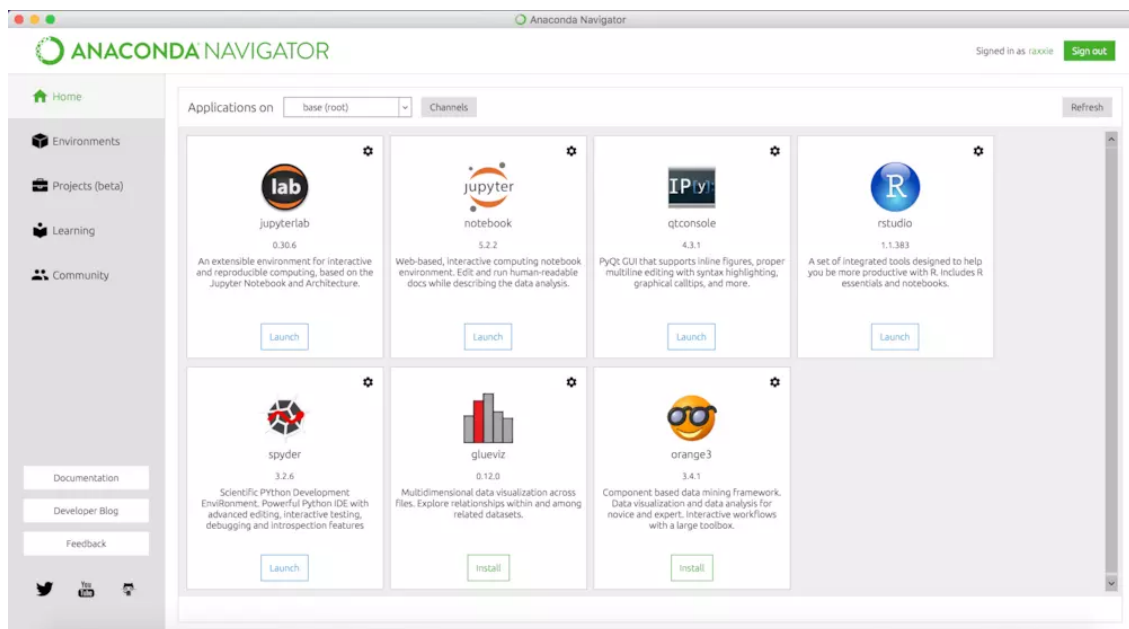 Anaconda Navigator
ANACONDA NAVIGATOR
Signed in as raxxie
Sign out
Home
Environments
Projects (beta)
Learning
Community
Documentation
Developer Blog
Feedback
You
Tube
Applications on
base (root)
Channels
Refresh
lab
jupyterlab
0.30.6
An extensible environment for interactive
and reproducible computing, based on the
Jupyter Notebook and Architecture.
Launch
jupyter
notebook
5.2.2
Web-based, interactive computing notebook
environment. Edit and run human-readable
docs while describing the data analysis.
Launch
IP[y]:
qtconsole
4.3.1
PyQt GUI that supports inline figures, proper
multiline editing with syntax highlighting,
graphical calltips, and more.
Launch
R
rstudio
1.1.383
A set of integrated tools designed to help
you be more productive with R. Includes R
essentials and notebooks.
Launch
spyder
3.2.6
Scientific PYthon Development
EnviRonment. Powerful Python IDE with
advanced editing, interactive testing,
debugging and introspection features
Launch
glueviz
0.12.0
Multidimensional data visualization across
files. Explore relationships within and among
related datasets.
Install
orange3
3.4.1
Component based data mining framework.
Data visualization and data analysis for
novice and expert. Interactive workflows
with a large toolbox.
Install